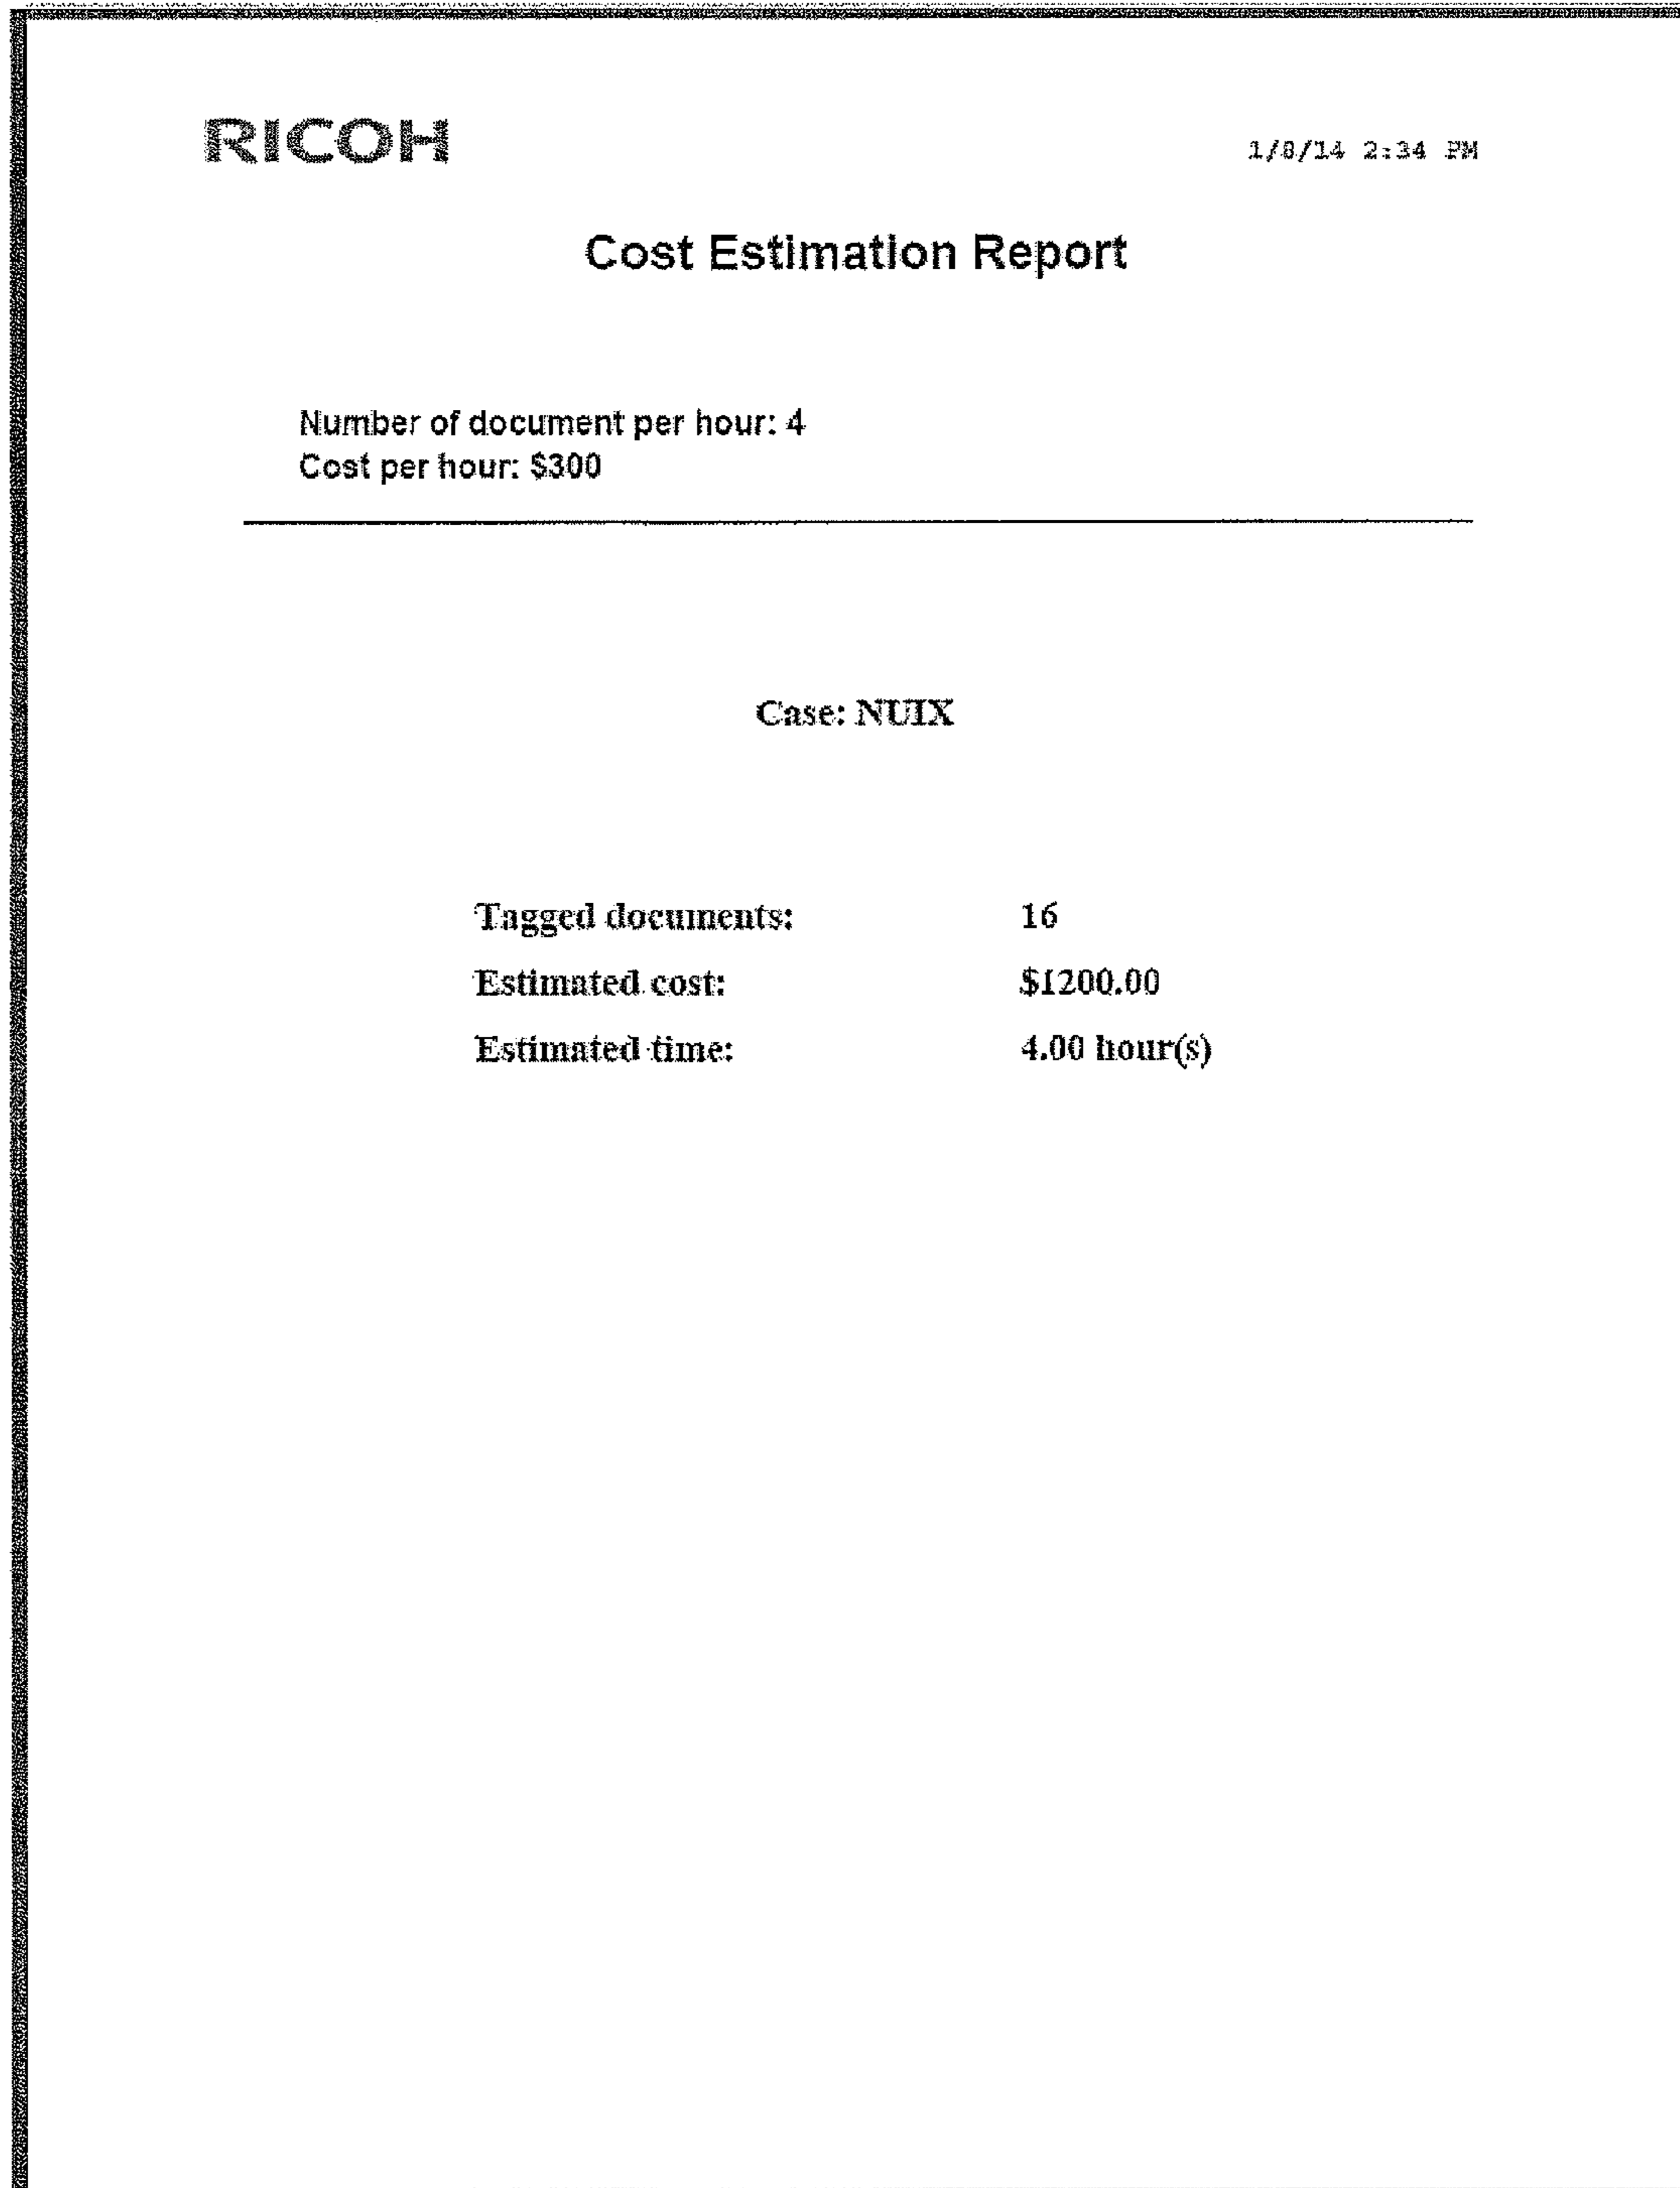 RICOH
1/8/14 2:34 PM
Cost Estimation Report
Number of document per hour: 4
Cost per hour: $300
Case: NUIX
Tagged documents: 16
Estimated cost: $1200.00
Estimated time: 4.00 hour(s)